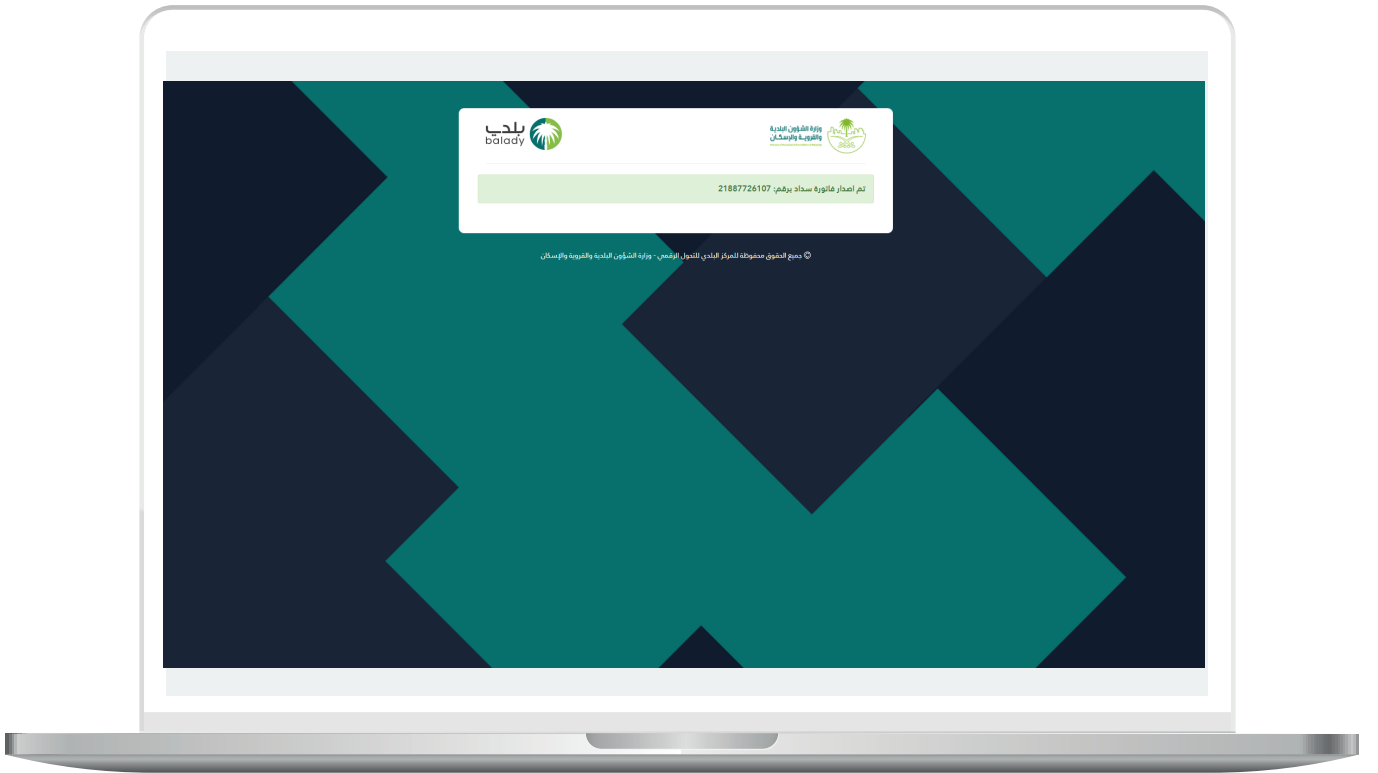 وزارة الشؤون البلدية
والقروية والإسكان
بلدي
balady
تم اصدار فاتورة سداد برقم: 21887726107
© جميع الحقوق محفوظة للمركز البلدي للتحول الرقمي - وزارة الشؤون البلدية والقروية والإسكان